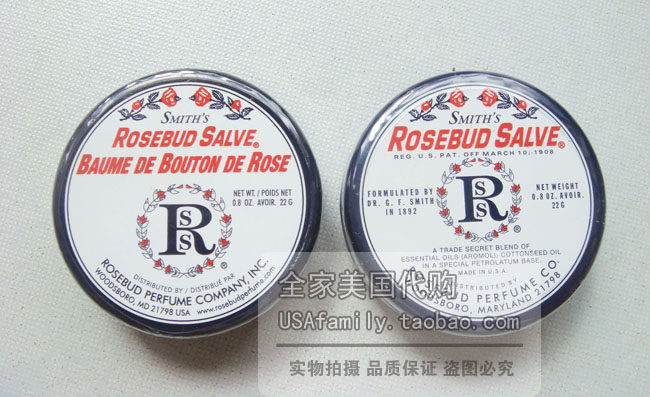 SMITH'S
ROSEBUD SALVE®
BAUME DE BOUTON DE ROSE
NET WT. / POIDS NET
0.8 OZ. AVOIR. 22 G
R
S
S
®
DISTRIBUTED BY / DISTRIBUÉ PAR
ROSEBUD PERFUME COMPANY, INC.
WOODSBORO, MD 21798 USA www.rosebudperfume.com
SMITH'S
ROSEBUD SALVE®
REG. U.S. PAT. OFF MARCH 10, 1908
FORMULATED BY
DR. G. F. SMITH
IN 1892
NET WEIGHT
0.8 OZ. AVOIR.
22G
R
S
S
®
A TRADE SECRET BLEND OF
ESSENTIAL OILS (AROMOL), COTTONSEED OIL
IN A SPECIAL PETROLATUM BASE.
MADE IN U.S.A.
PERFUME CO.
MARYLAND 21798
全家美国代购
USAfamily.taobao.com
实物拍摄 品质保证 盗图必究